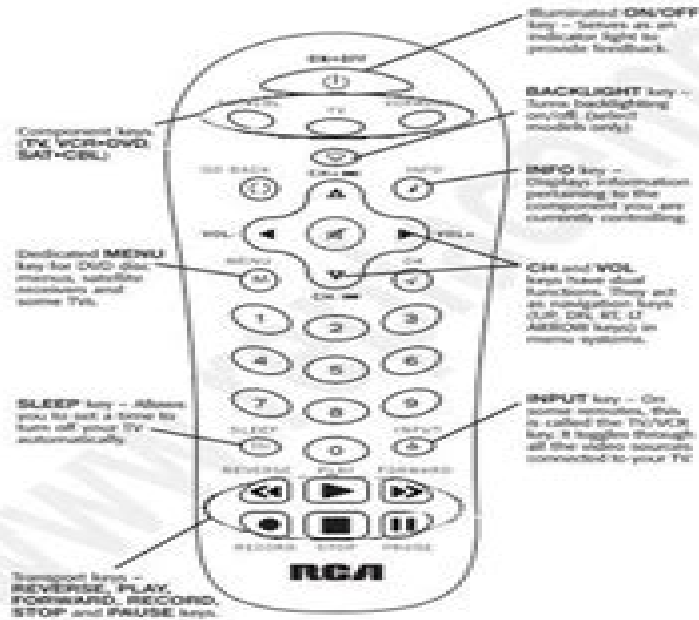 Illuminated ON/OFF
key – Serves as an
indicator light to
provide feedback.
ON•OFF
BACKLIGHT key –
Turns backlighting
on/off. (select
models only)
TV
Component keys
(TV, VCR•DVD,
SAT•CBL)
GO BACK
CH+
INFO
INFO key –
Displays information
pertaining to the
component you are
currently controlling.
VOL-
VOL+
Dedicated MENU
key for DVD disc
menus, satellite
receivers and
some TVs.
MENU
M
OK
CH
CH and VOL
keys have dual
functions. They act
as navigation keys
(UP, DN, RT, LT
ARROW keys) in
menu systems.
1
2
3
4
5
6
7
8
9
SLEEP key – Allows
you to set a time to
turn off your TV
automatically.
SLEEP
0
INPUT
INPUT key – On
some remotes, this
is called the TV/VCR
key. It toggles through
all the video sources
connected to your TV.
REVERSE
PLAY
FORWARD
RECORD
STOP
PAUSE
RCA
Transport keys –
REVERSE, PLAY,
FORWARD, RECORD,
STOP and PAUSE keys.